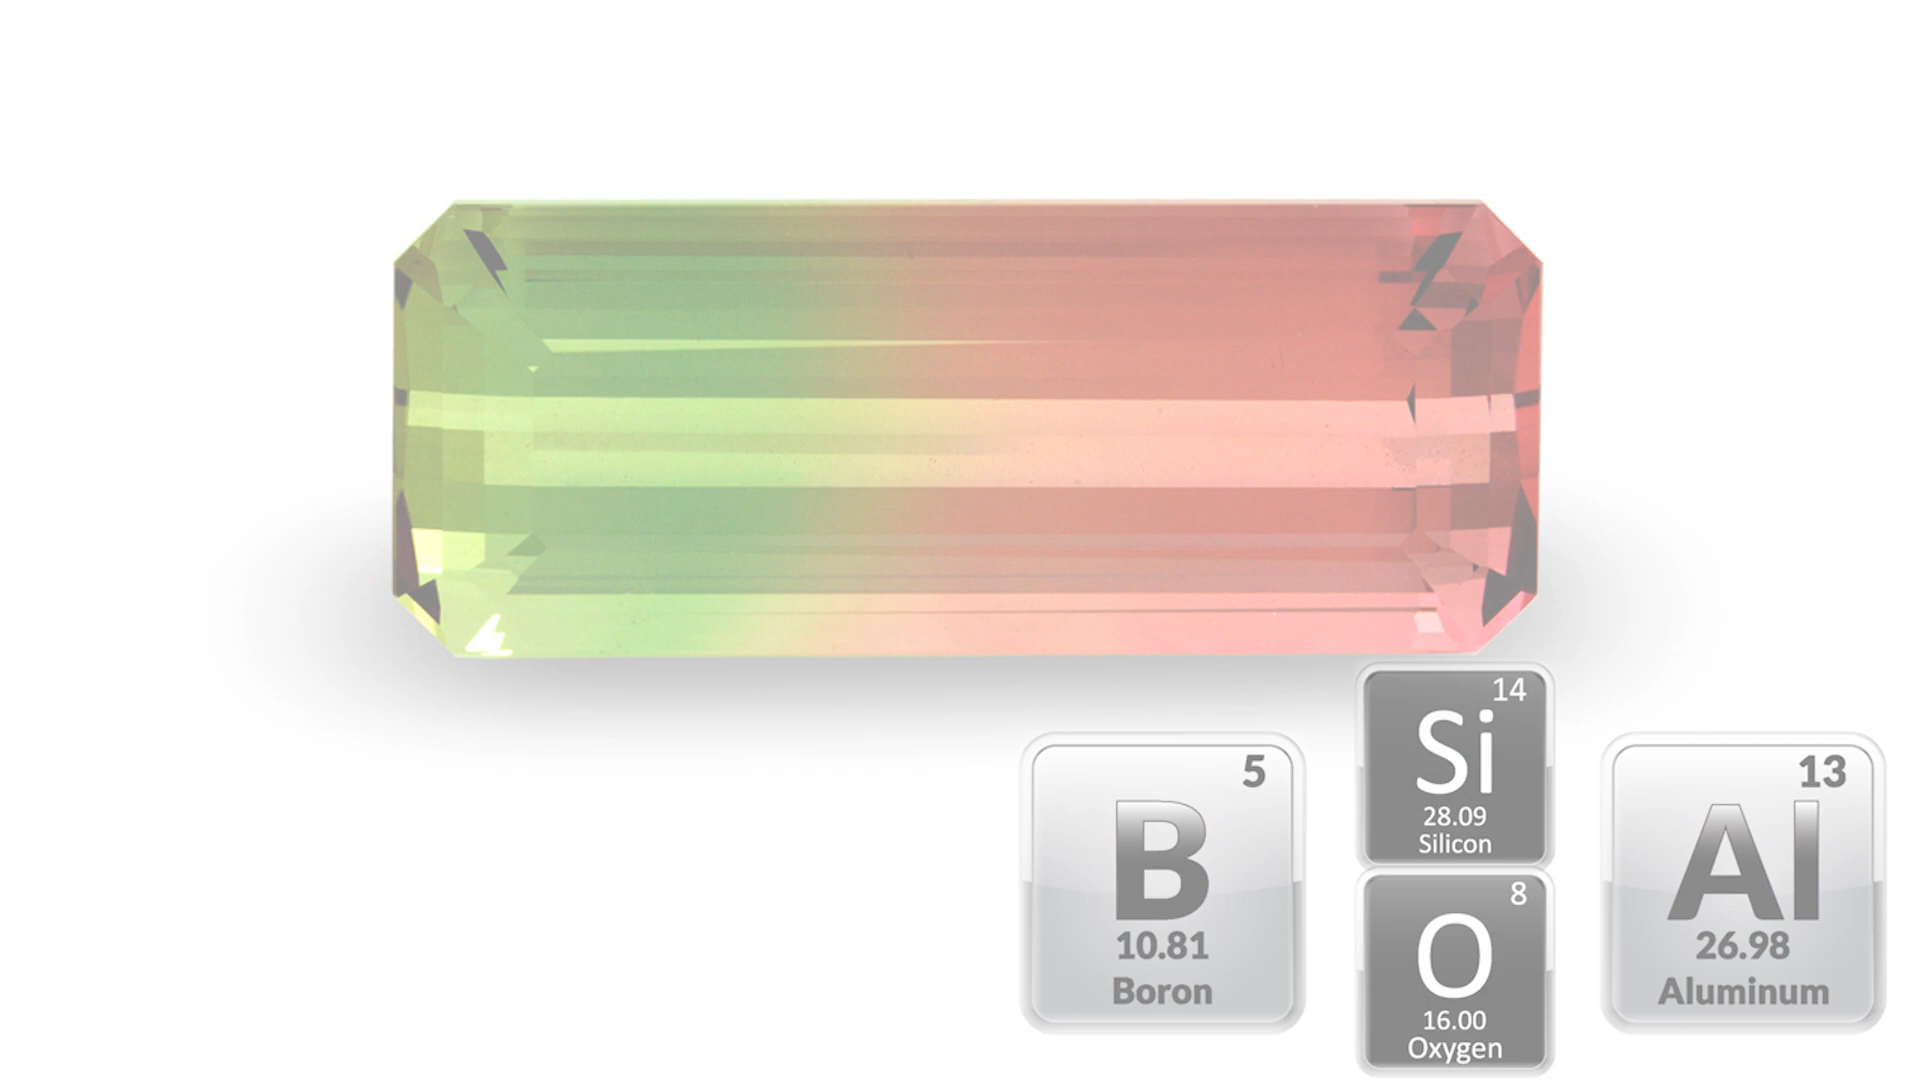 5
B
10.81
Boron
14
Si
28.09
Silicon
8
O
16.00
Oxygen
13
Al
26.98
Aluminum